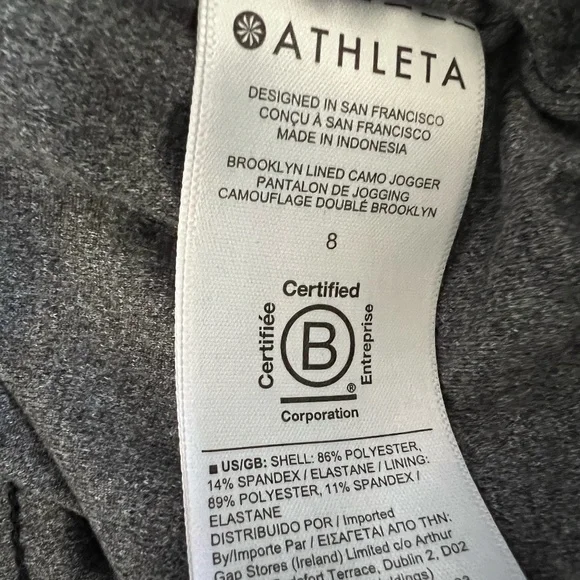 ATHLETA
DESIGNED IN SAN FRANCISCO
CONÇU À SAN FRANCISCO
MADE IN INDONESIA
BROOKLYN LINED CAMO JOGGER
PANTALON DE JOGGING
CAMOUFLAGE DOUBLÉ BROOKLYN
8
Certified
Certifiée
B
Entreprise
®
Corporation
US/GB: SHELL: 86% POLYESTER,
14% SPANDEX / ELASTANE / LINING:
89% POLYESTER, 11% SPANDEX /
ELASTANE
DISTRIBUIDO POR / Imported
By/Importe Par / ΕΙΣΑΓΕΤΑΙ ΑΠΟ ΤΗΝ:
Gap Stores (Ireland) Limited c/o Arthur
Terrace, Dublin 2, D02